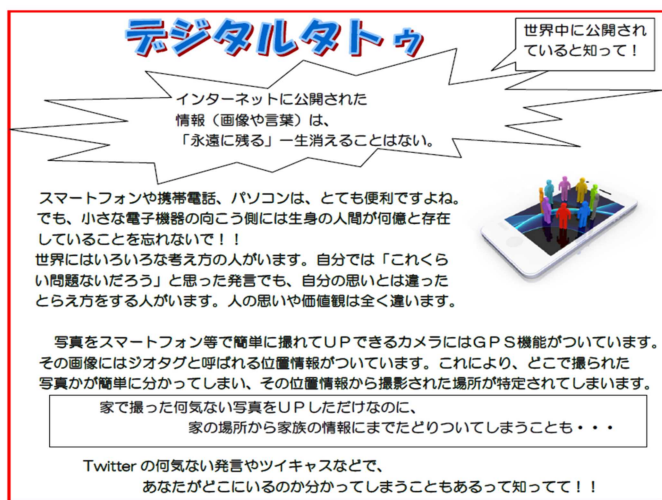 デジタルタトゥ
世界中に公開され
ていると知って！
インターネットに公開された
情報（画像や言葉）は、
「永遠に残る」一生消えることはない。
スマートフォンや携帯電話、パソコンは、とても便利ですよね。
でも、小さな電子機器の向こう側には生身の人間が何億と存在
していることを忘れないで！！
世界にはいろいろな考え方の人がいます。自分では「これくら
い問題ないだろう」と思った発言でも、自分の思いとは違った
とらえ方をする人がいます。人の思いや価値観は全く違います。
写真をスマートフォン等で簡単に撮れてＵＰできるカメラにはＧＰＳ機能がついています。
その画像にはジオタグと呼ばれる位置情報がついています。これにより、どこで撮られた
写真かが簡単に分かってしまい、その位置情報から撮影された場所が特定されてしまいます。
家で撮った何気ない写真をＵＰしただけなのに、
家の場所から家族の情報にまでたどりついてしまうことも・・・
Twitter の何気ない発言やツイキャスなどで、
あなたがどこにいるのか分かってしまうこともあるって知ってて！！